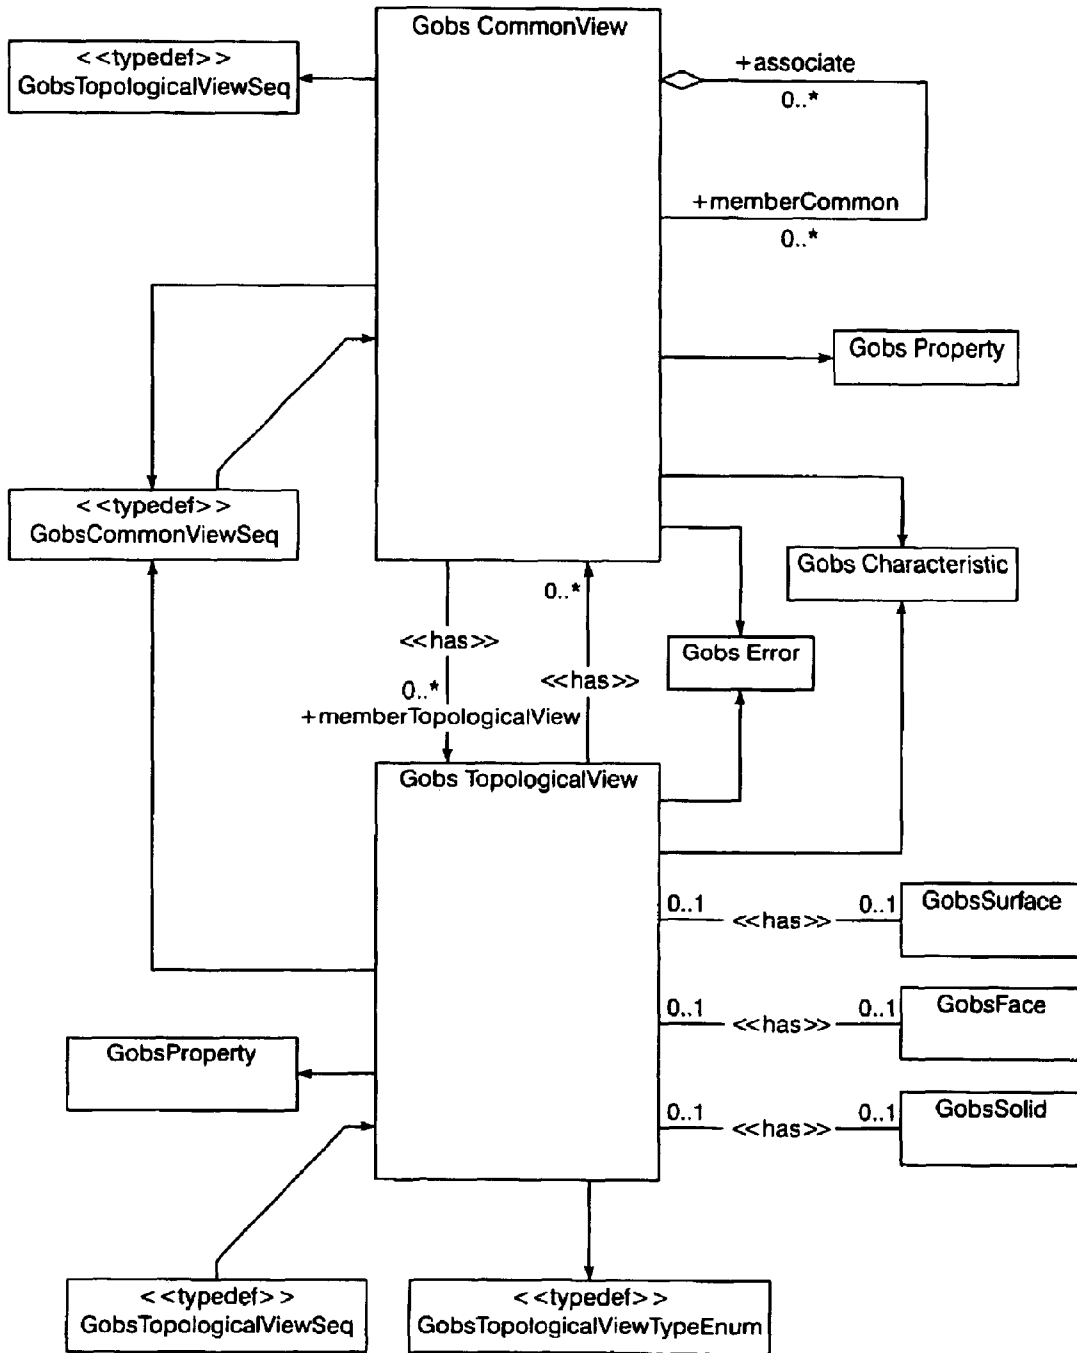 Gobs CommonView
<<typedef>>
GobsTopologicalViewSeq
+associate
0..*
+memberCommon
0..*
Gobs Property
<<typedef>>
GobsCommonViewSeq
Gobs Characteristic
0..*
<<has>>
Gobs Error
<<has>>
0..*
+memberTopologicalView
Gobs TopologicalView
0..1
<<has>>
0..1
GobsSurface
0..1
<<has>>
0..1
GobsFace
GobsProperty
0..1
<<has>>
0..1
GobsSolid
<<typedef>>
GobsTopologicalViewSeq
<<typedef>>
GobsTopologicalViewTypeEnum